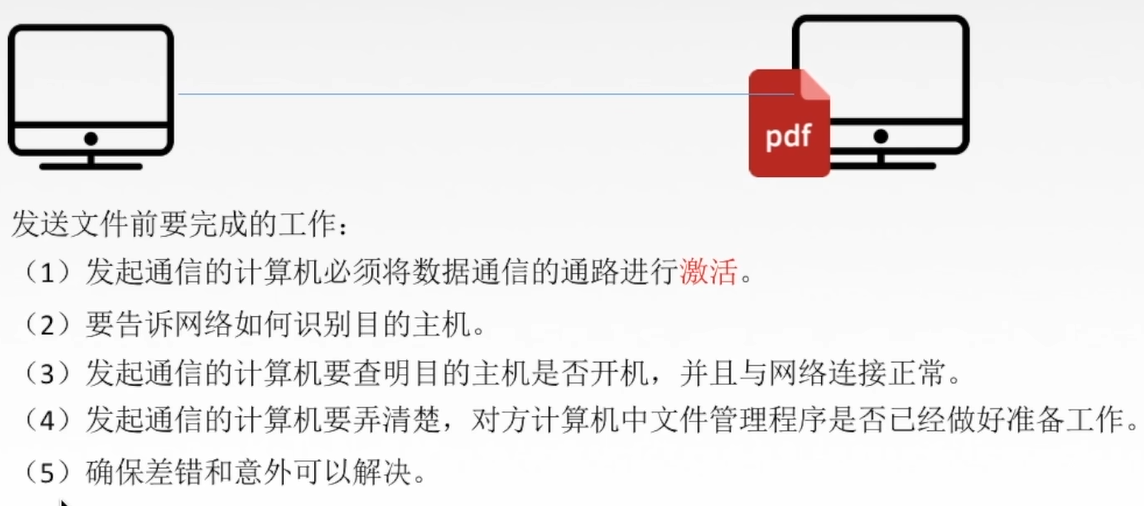 pdf
发送文件前要完成的工作：
（1）发起通信的计算机必须将数据通信的通路进行激活。
（2）要告诉网络如何识别目的主机。
（3）发起通信的计算机要查明目的主机是否开机，并且与网络连接正常。
（4）发起通信的计算机要弄清楚，对方计算机中文件管理程序是否已经做好准备工作。
（5）确保差错和意外可以解决。